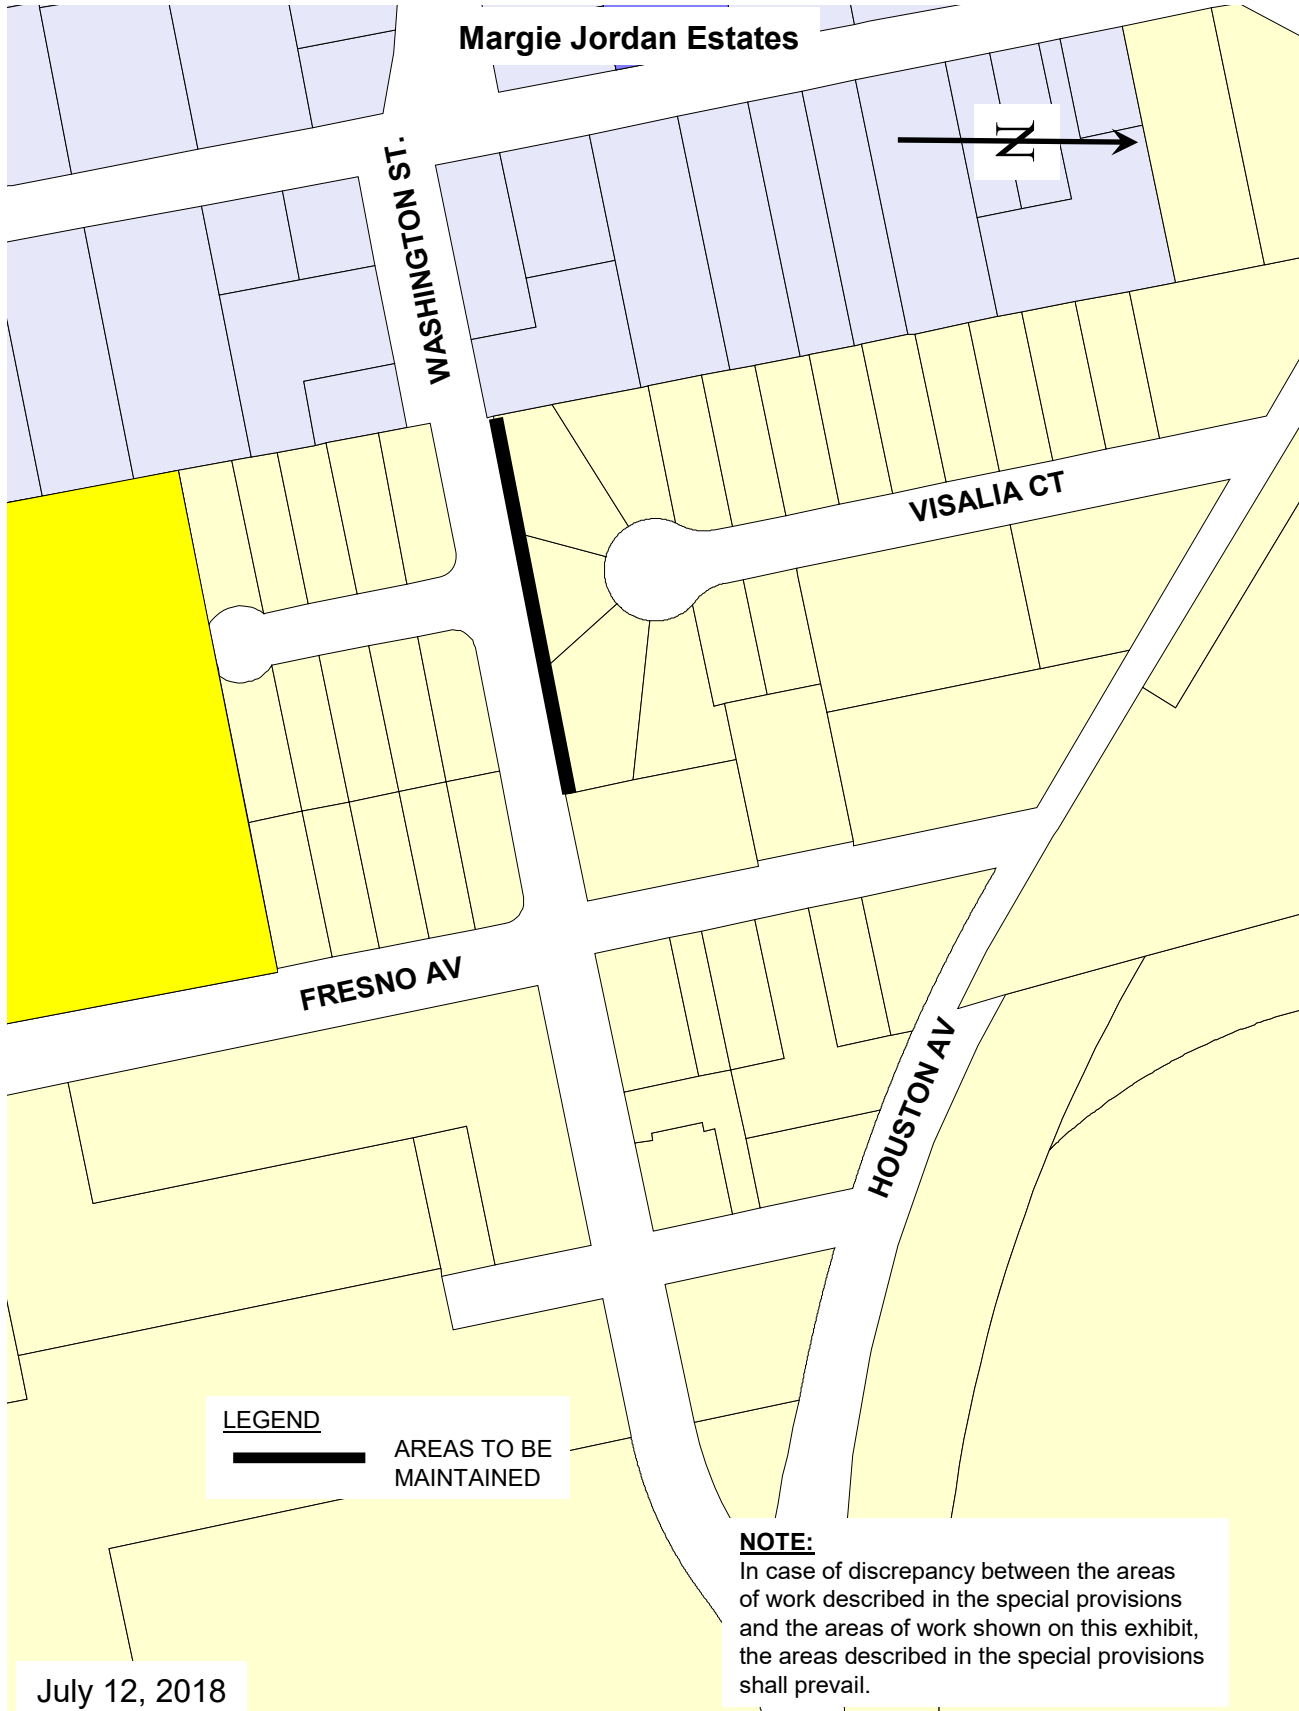 Margie Jordan Estates
N
WASHINGTON ST.
VISALIA CT
FRESNO AV
HOUSTON AV
LEGEND
AREAS TO BE
MAINTAINED
NOTE:
In case of discrepancy between the areas
of work described in the special provisions
and the areas of work shown on this exhibit,
the areas described in the special provisions
shall prevail.
July 12, 2018